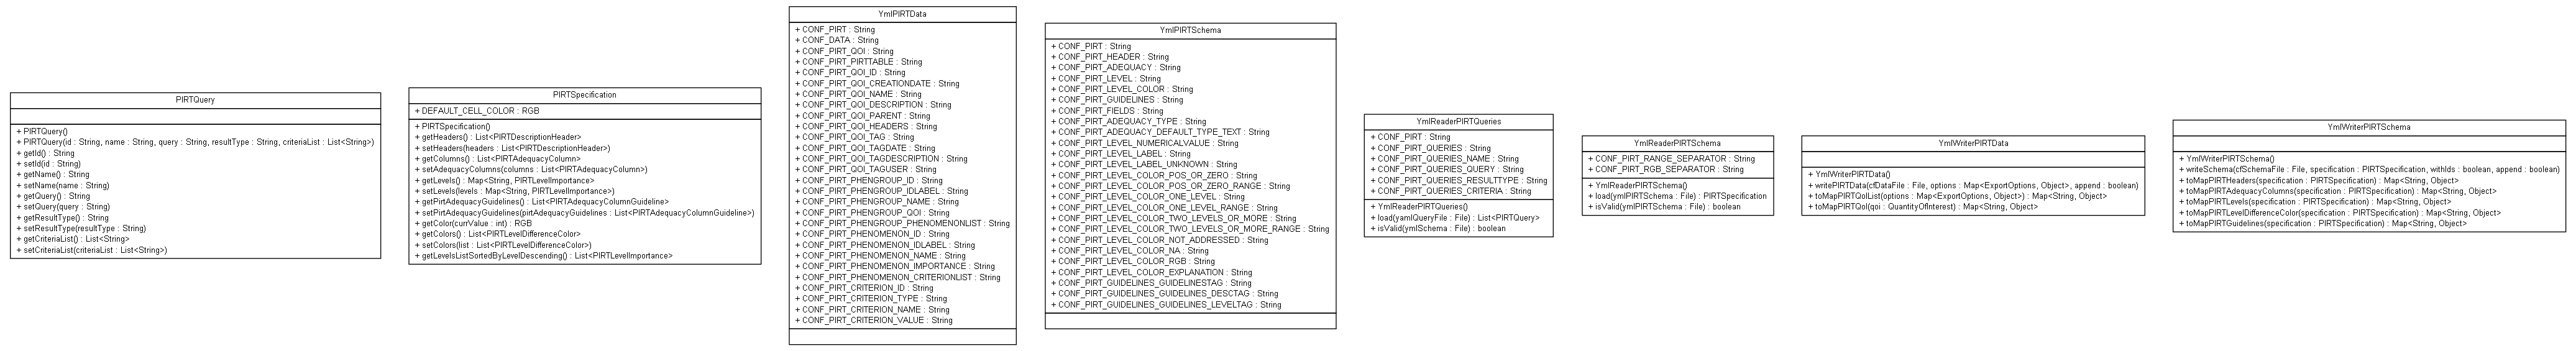 PIRTQuery
+ PIRTQuery()
+ PIRTQuery(id : String, name : String, query : String, resultType : String, criteriaList : List<String>)
+ getId() : String
+ setId(id : String)
+ getName() : String
+ setName(name : String)
+ getQuery() : String
+ setQuery(query : String)
+ getResultType() : String
+ setResultType(resultType : String)
+ getCriteriaList() : List<String>
+ setCriteriaList(criteriaList : List<String>)
PIRTSpecification
+ DEFAULT_CELL_COLOR : RGB
+ PIRTSpecification()
+ getHeaders() : List<PIRTDescriptionHeader>
+ setHeaders(headers : List<PIRTDescriptionHeader>)
+ getColumns() : List<PIRTAdequacyColumn>
+ setAdequacyColumns(columns : List<PIRTAdequacyColumn>)
+ getLevels() : Map<String, PIRTLevelImportance>
+ setLevels(levels : Map<String, PIRTLevelImportance>)
+ getPirtAdequacyGuidelines() : List<PIRTAdequacyColumnGuideline>
+ setPirtAdequacyGuidelines(pirtAdequacyGuidelines : List<PIRTAdequacyColumnGuideline>)
+ getColor(currValue : int) : RGB
+ getColors() : List<PIRTLevelDifferenceColor>
+ setColors(list : List<PIRTLevelDifferenceColor>)
+ getLevelsListSortedByLevelDescending() : List<PIRTLevelImportance>
YmlPIRTData
+ CONF_PIRT : String
+ CONF_DATA : String
+ CONF_PIRT_QOI : String
+ CONF_PIRT_PIRTTABLE : String
+ CONF_PIRT_QOI_ID : String
+ CONF_PIRT_QOI_CREATIONDATE : String
+ CONF_PIRT_QOI_NAME : String
+ CONF_PIRT_QOI_DESCRIPTION : String
+ CONF_PIRT_QOI_PARENT : String
+ CONF_PIRT_QOI_HEADERS : String
+ CONF_PIRT_QOI_TAG : String
+ CONF_PIRT_QOI_TAGDATE : String
+ CONF_PIRT_QOI_TAGDESCRIPTION : String
+ CONF_PIRT_QOI_TAGUSER : String
+ CONF_PIRT_PHENGROUP_ID : String
+ CONF_PIRT_PHENGROUP_IDLABEL : String
+ CONF_PIRT_PHENGROUP_NAME : String
+ CONF_PIRT_PHENGROUP_QOI : String
+ CONF_PIRT_PHENGROUP_PHENOMENONLIST : String
+ CONF_PIRT_PHENOMENON_ID : String
+ CONF_PIRT_PHENOMENON_IDLABEL : String
+ CONF_PIRT_PHENOMENON_NAME : String
+ CONF_PIRT_PHENOMENON_IMPORTANCE : String
+ CONF_PIRT_PHENOMENON_CRITERIONLIST : String
+ CONF_PIRT_CRITERION_ID : String
+ CONF_PIRT_CRITERION_TYPE : String
+ CONF_PIRT_CRITERION_NAME : String
+ CONF_PIRT_CRITERION_VALUE : String
YmlPIRTSchema
+ CONF_PIRT : String
+ CONF_PIRT_HEADER : String
+ CONF_PIRT_ADEQUACY : String
+ CONF_PIRT_LEVEL : String
+ CONF_PIRT_LEVEL_COLOR : String
+ CONF_PIRT_GUIDELINES : String
+ CONF_PIRT_FIELDS : String
+ CONF_PIRT_ADEQUACY_TYPE : String
+ CONF_PIRT_ADEQUACY_DEFAULT_TYPE_TEXT : String
+ CONF_PIRT_LEVEL_NUMERICALVALUE : String
+ CONF_PIRT_LEVEL_LABEL : String
+ CONF_PIRT_LEVEL_LABEL_UNKNOWN : String
+ CONF_PIRT_LEVEL_COLOR_POS_OR_ZERO : String
+ CONF_PIRT_LEVEL_COLOR_POS_OR_ZERO_RANGE : String
+ CONF_PIRT_LEVEL_COLOR_ONE_LEVEL : String
+ CONF_PIRT_LEVEL_COLOR_ONE_LEVEL_RANGE : String
+ CONF_PIRT_LEVEL_COLOR_TWO_LEVELS_OR_MORE : String
+ CONF_PIRT_LEVEL_COLOR_TWO_LEVELS_OR_MORE_RANGE : String
+ CONF_PIRT_LEVEL_COLOR_NOT_ADDRESSED : String
+ CONF_PIRT_LEVEL_COLOR_NA : String
+ CONF_PIRT_LEVEL_COLOR_RGB : String
+ CONF_PIRT_LEVEL_COLOR_EXPLANATION : String
+ CONF_PIRT_GUIDELINES_GUIDELINESTAG : String
+ CONF_PIRT_GUIDELINES_GUIDELINES_DESCTAG : String
+ CONF_PIRT_GUIDELINES_GUIDELINES_LEVELTAG : String
YmlReaderPIRTQueries
+ CONF_PIRT : String
+ CONF_PIRT_QUERIES : String
+ CONF_PIRT_QUERIES_NAME : String
+ CONF_PIRT_QUERIES_QUERY : String
+ CONF_PIRT_QUERIES_RESULTTYPE : String
+ CONF_PIRT_QUERIES_CRITERIA : String
+ YmlReaderPIRTQueries()
+ load(yamlQueryFile : File) : List<PIRTQuery>
+ isValid(ymlSchema : File) : boolean
YmlReaderPIRTSchema
+ CONF_PIRT_RANGE_SEPARATOR : String
+ CONF_PIRT_RGB_SEPARATOR : String
+ YmlReaderPIRTSchema()
+ load(ymlPIRTSchema : File) : PIRTSpecification
+ isValid(ymlPIRTSchema : File) : boolean
YmlWriterPIRTData
+ YmlWriterPIRTData()
+ writePIRTData(cfDataFile : File, options : Map<ExportOptions, Object>, append : boolean)
+ toMapPIRTQoIList(options : Map<ExportOptions, Object>) : Map<String, Object>
+ toMapPIRTQoI(qoi : QuantityOfInterest) : Map<String, Object>
YmlWriterPIRTSchema
+ YmlWriterPIRTSchema()
+ writeSchema(cfSchemaFile : File, specification : PIRTSpecification, withIds : boolean, append : boolean)
+ toMapPIRTHeaders(specification : PIRTSpecification) : Map<String, Object>
+ toMapPIRTAdequacyColumns(specification : PIRTSpecification) : Map<String, Object>
+ toMapPIRTLevels(specification : PIRTSpecification) : Map<String, Object>
+ toMapPIRTLevelDifferenceColor(specification : PIRTSpecification) : Map<String, Object>
+ toMapPIRTGuidelines(specification : PIRTSpecification) : Map<String, Object>